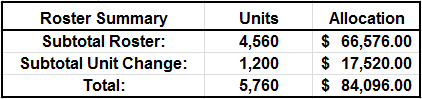 Roster Summary Units Allocation
Subtotal Roster: 4,560 $ 66,576.00
Subtotal Unit Change: 1,200 $ 17,520.00
Total: 5,760 $ 84,096.00